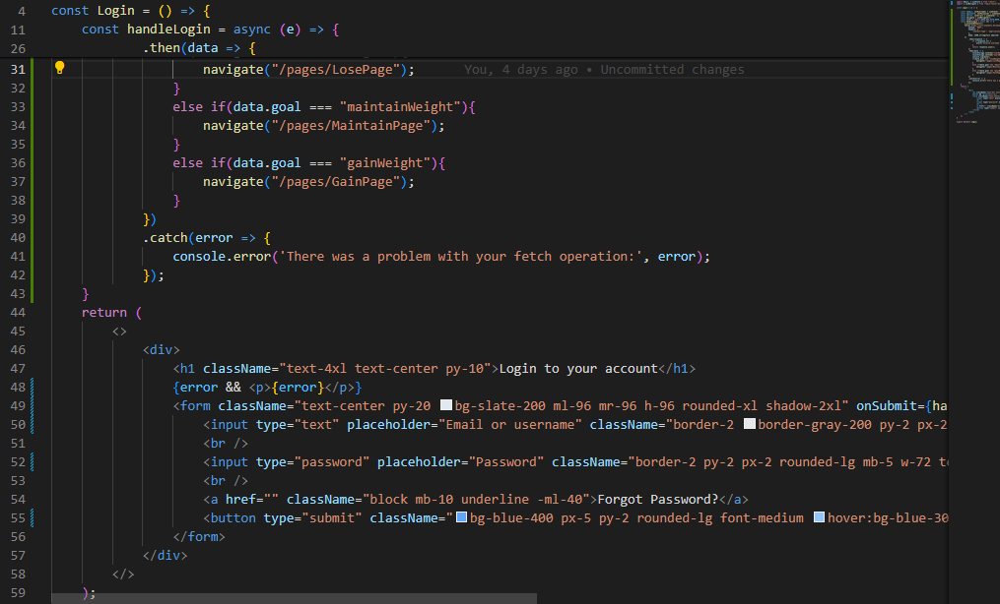 4 const Login = () => {
11 const handleLogin = async (e) => {
26 .then(data => {
31 navigate("/pages/LosePage"); You, 4 days ago • Uncommitted changes
32 }
33 else if(data.goal === "maintainWeight"){
34 navigate("/pages/MaintainPage");
35 }
36 else if(data.goal === "gainWeight"){
37 navigate("/pages/GainPage");
38 }
39 })
40 .catch(error => {
41 console.error('There was a problem with your fetch operation:', error);
42 });
43 }
44 return (
45 <>
46 <div>
47 <h1 className="text-4xl text-center py-10">Login to your account</h1>
48 {error && <p>{error}</p>}
49 <form className="text-center py-20 bg-slate-200 ml-96 mr-96 h-96 rounded-xl shadow-2xl" onSubmit={ha
50 <input type="text" placeholder="Email or username" className="border-2 border-gray-200 py-2 px-2
51 <br />
52 <input type="password" placeholder="Password" className="border-2 py-2 px-2 rounded-lg mb-5 w-72 t
53 <br />
54 <a href="" className="block mb-10 underline -ml-40">Forgot Password?</a>
55 <button type="submit" className="bg-blue-400 px-5 py-2 rounded-lg font-medium hover:bg-blue-30
56 </form>
57 </div>
58 </>
59 );